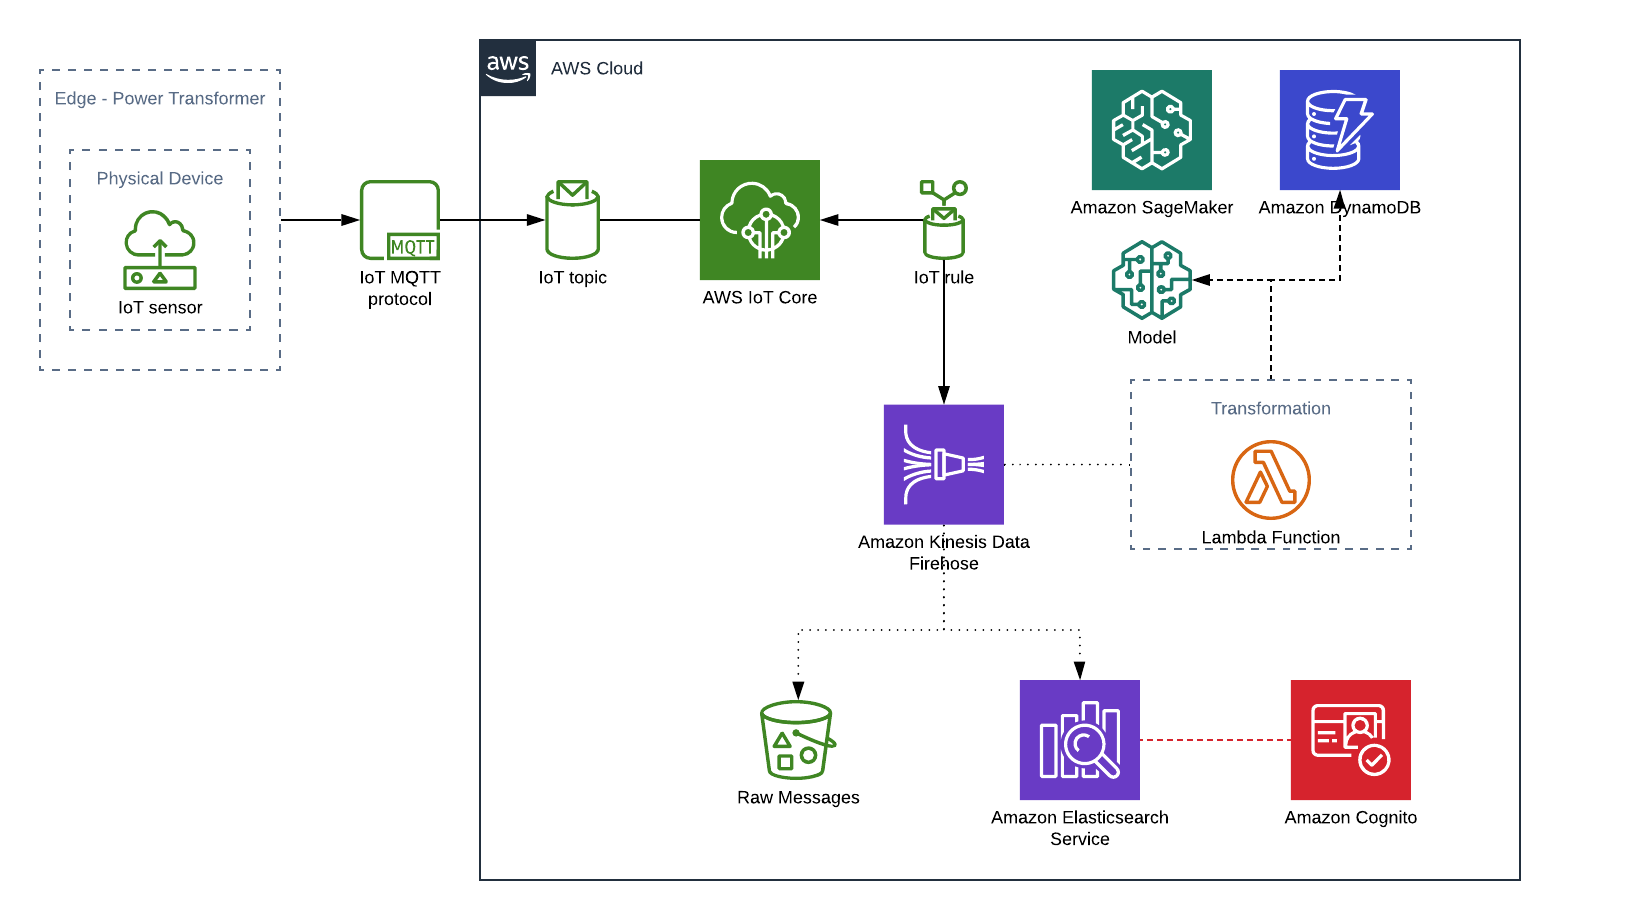 aws
AWS Cloud
Edge - Power Transformer
Physical Device
IoT sensor
MQTT
IoT MQTT
protocol
IoT topic
AWS IoT Core
IoT rule
Amazon SageMaker
Amazon DynamoDB
Model
Transformation
Lambda Function
Amazon Kinesis Data
Firehose
Raw Messages
Amazon Elasticsearch
Service
Amazon Cognito